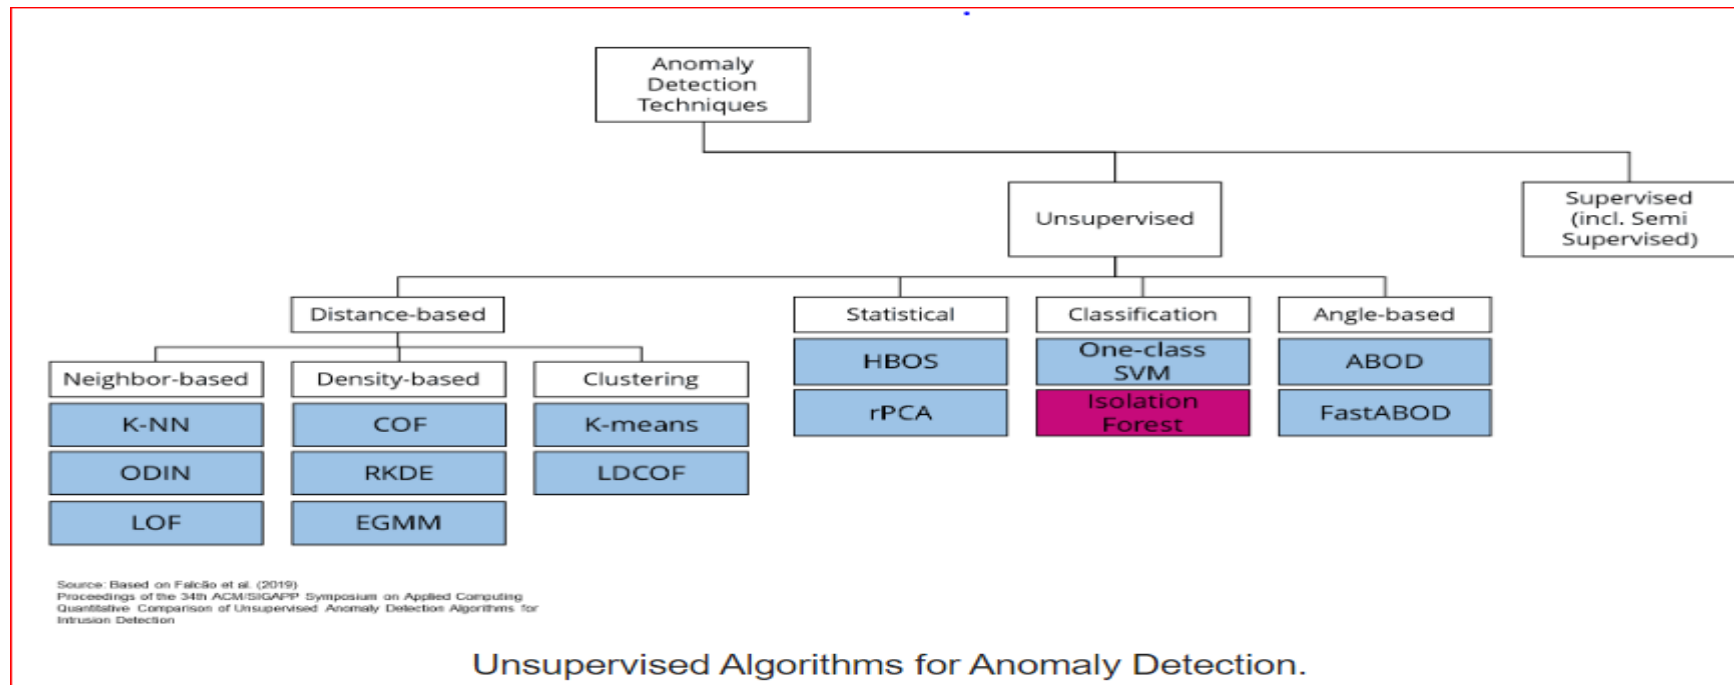 Anomaly
Detection
Techniques
Unsupervised
Supervised
(incl. Semi
Supervised)
Distance-based
Statistical
Classification
Angle-based
Neighbor-based
Density-based
Clustering
HBOS
One-class
SVM
ABOD
K-NN
COF
K-means
rPCA
Isolation
Forest
FastABOD
ODIN
RKDE
LDCOF
LOF
EGMM
Source: Based on Falcão et al. (2019)
Proceedings of the 34th ACM/SIGAPP Symposium on Applied Computing
Quantitative Comparison of Unsupervised Anomaly Detection Algorithms for
Intrusion Detection
Unsupervised Algorithms for Anomaly Detection.